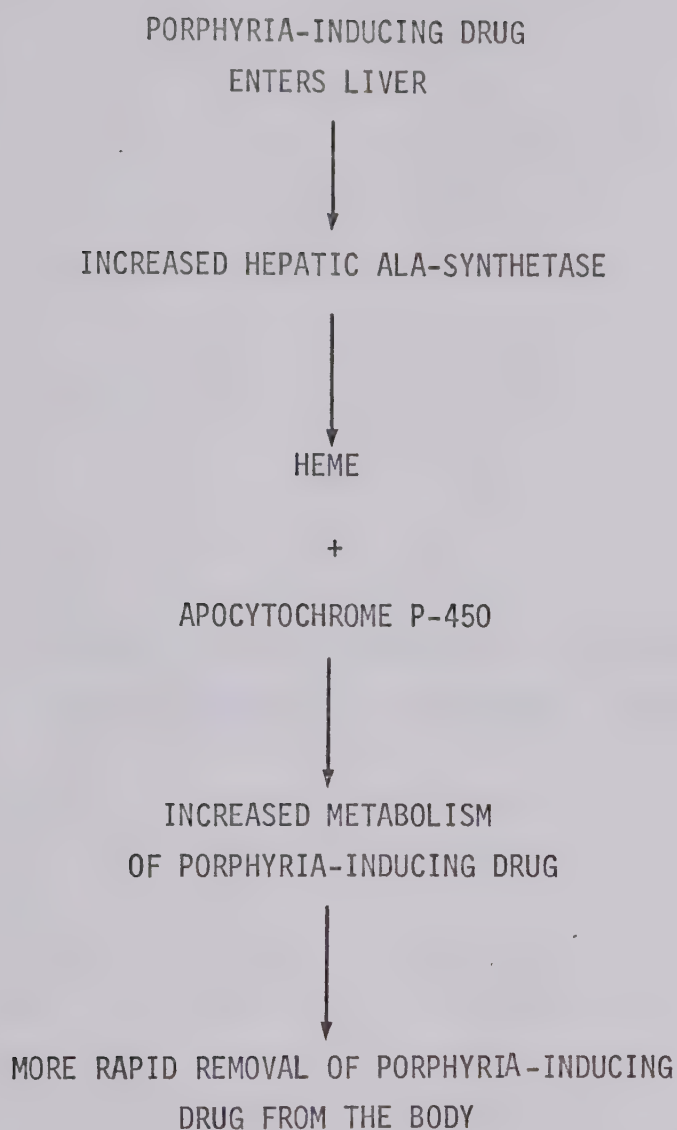 PORPHYRIA-INDUCING DRUG
ENTERS LIVER
INCREASED HEPATIC ALA-SYNTHETASE
HEME
+
APOCYTOCHROME P-450
INCREASED METABOLISM
OF PORPHYRIA-INDUCING DRUG
MORE RAPID REMOVAL OF PORPHYRIA-INDUCING
DRUG FROM THE BODY